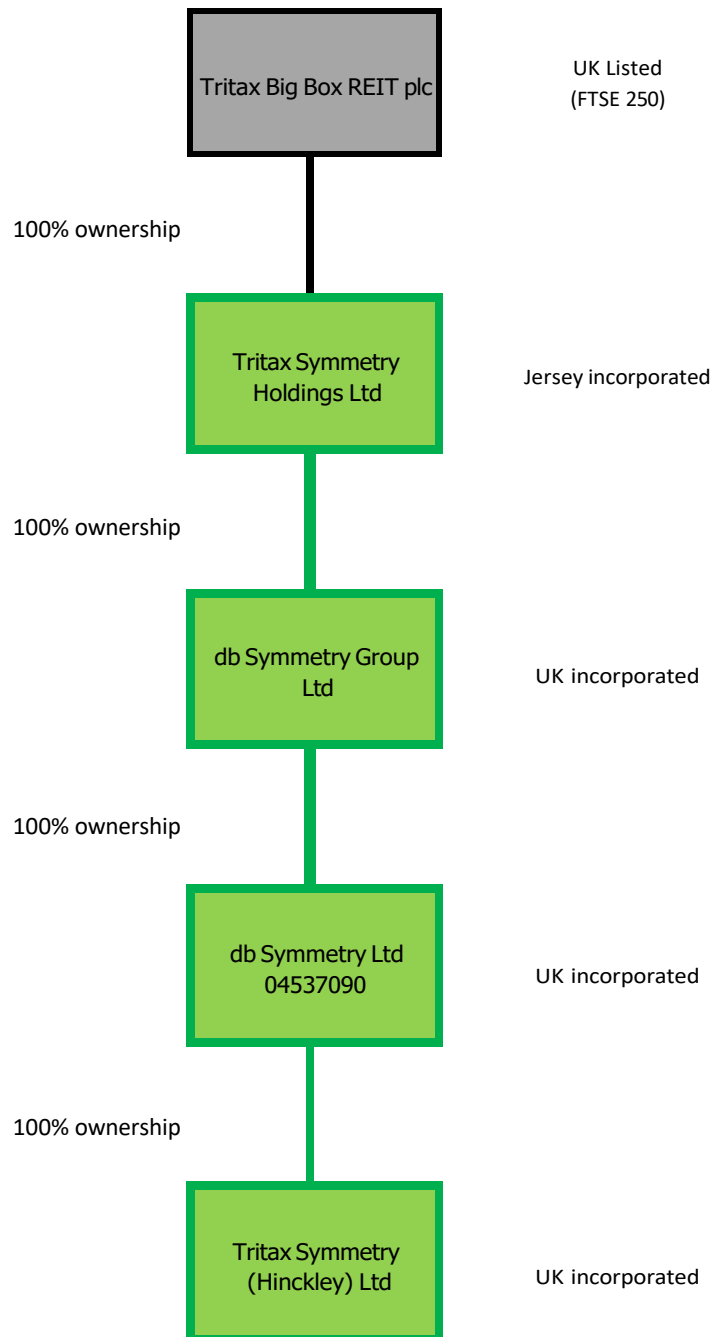 Tritax Big Box REIT plc
UK Listed
(FTSE 250)
100% ownership
Tritax Symmetry
Holdings Ltd
Jersey incorporated
100% ownership
db Symmetry Group
Ltd
UK incorporated
100% ownership
db Symmetry Ltd
04537090
UK incorporated
100% ownership
Tritax Symmetry
(Hinckley) Ltd
UK incorporated